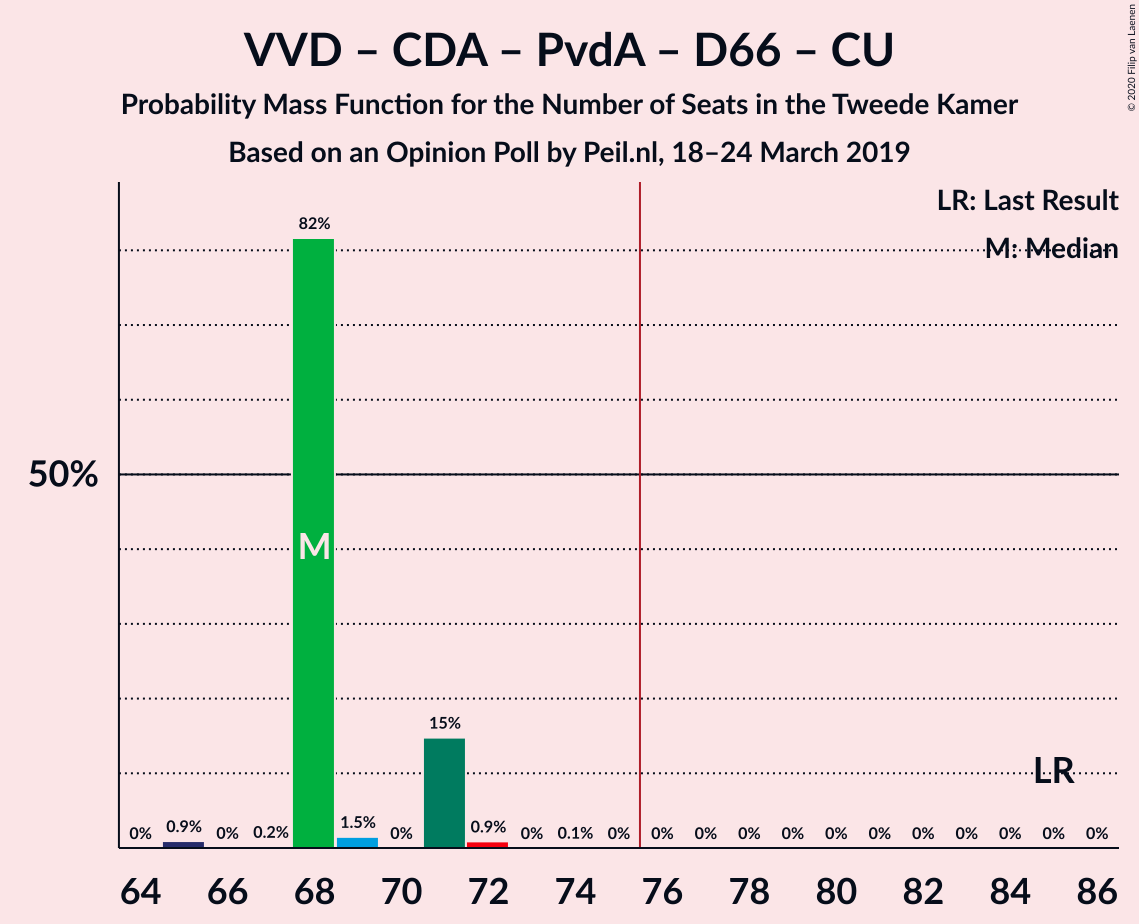 VVD – CDA – PvdA – D66 – CU
Probability Mass Function for the Number of Seats in the Tweede Kamer
Based on an Opinion Poll by Peil.nl, 18–24 March 2019
© 2020 Filip van Laenen
LR: Last Result
M: Median
50%
0% 0.9% 0% 0.2% 82% 1.5% 0% 15% 0.9% 0% 0.1% 0% 0% 0% 0% 0% 0% 0% 0% 0% 0% 0% 0%
M
LR
64 66 68 70 72 74 76 78 80 82 84 86